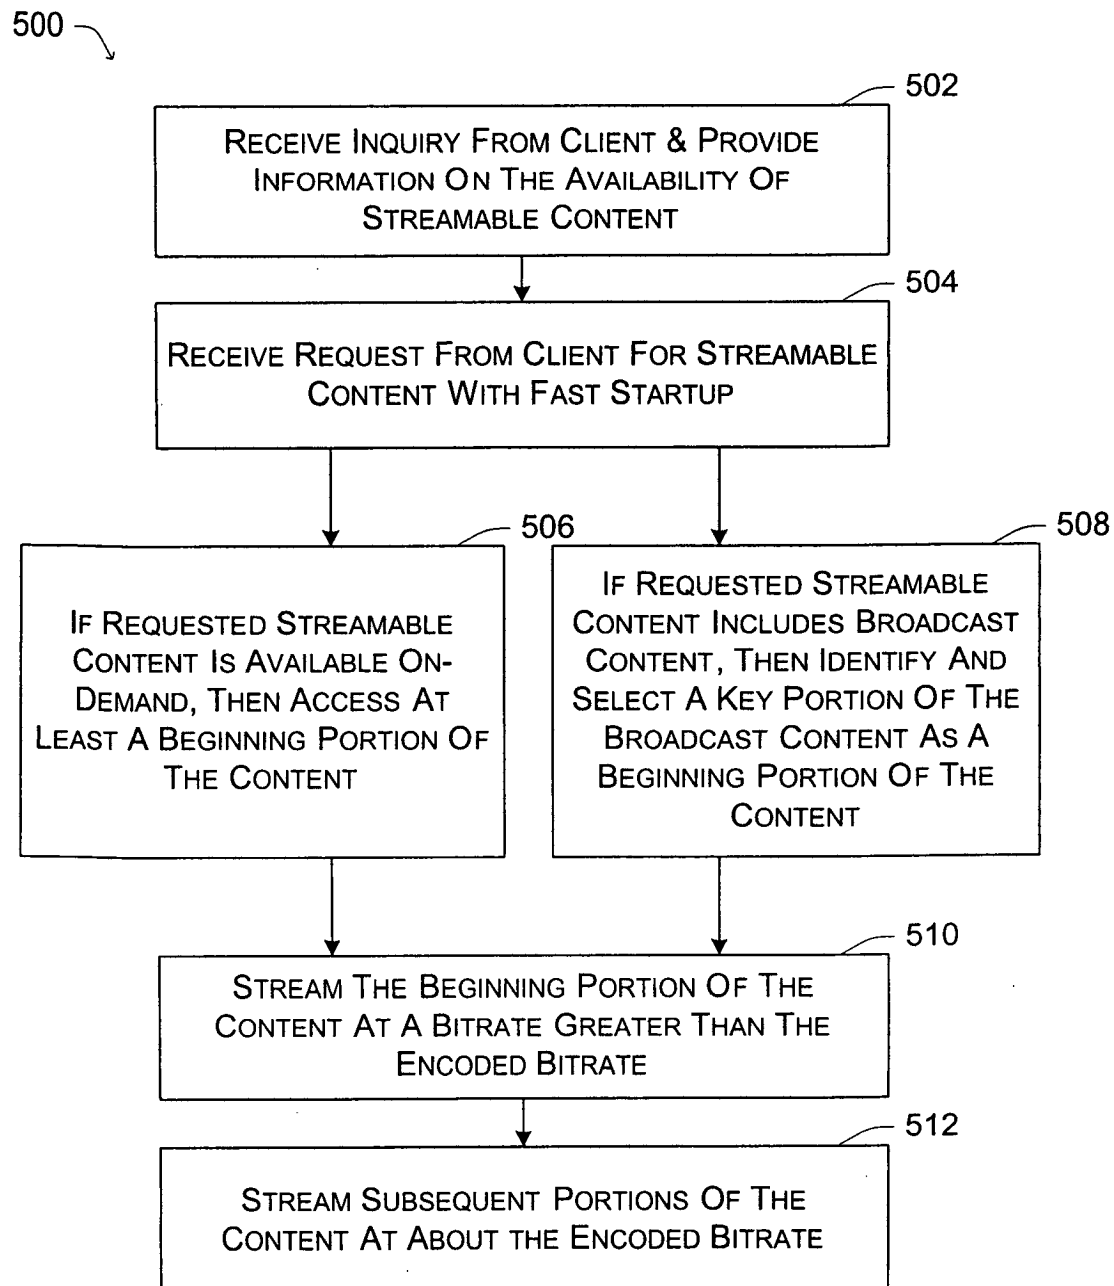 500
502
RECEIVE INQUIRY FROM CLIENT & PROVIDE
INFORMATION ON THE AVAILABILITY OF
STREAMABLE CONTENT
504
RECEIVE REQUEST FROM CLIENT FOR STREAMABLE
CONTENT WITH FAST STARTUP
506
IF REQUESTED STREAMABLE
CONTENT IS AVAILABLE ON-
DEMAND, THEN ACCESS AT
LEAST A BEGINNING PORTION OF
THE CONTENT
508
IF REQUESTED STREAMABLE
CONTENT INCLUDES BROADCAST
CONTENT, THEN IDENTIFY AND
SELECT A KEY PORTION OF THE
BROADCAST CONTENT AS A
BEGINNING PORTION OF THE
CONTENT
510
STREAM THE BEGINNING PORTION OF THE
CONTENT AT A BITRATE GREATER THAN THE
ENCODED BITRATE
512
STREAM SUBSEQUENT PORTIONS OF THE
CONTENT AT ABOUT THE ENCODED BITRATE